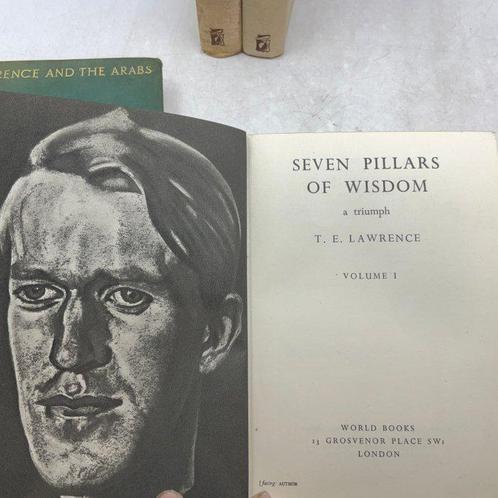 RENCE AND THE ARABS
SEVEN PILLARS
OF WISDOM
a triumph
T. E. LAWRENCE
VOLUME I
WORLD BOOKS
13 GROSVENOR PLACE SW1
LONDON
[facing AUTHOR